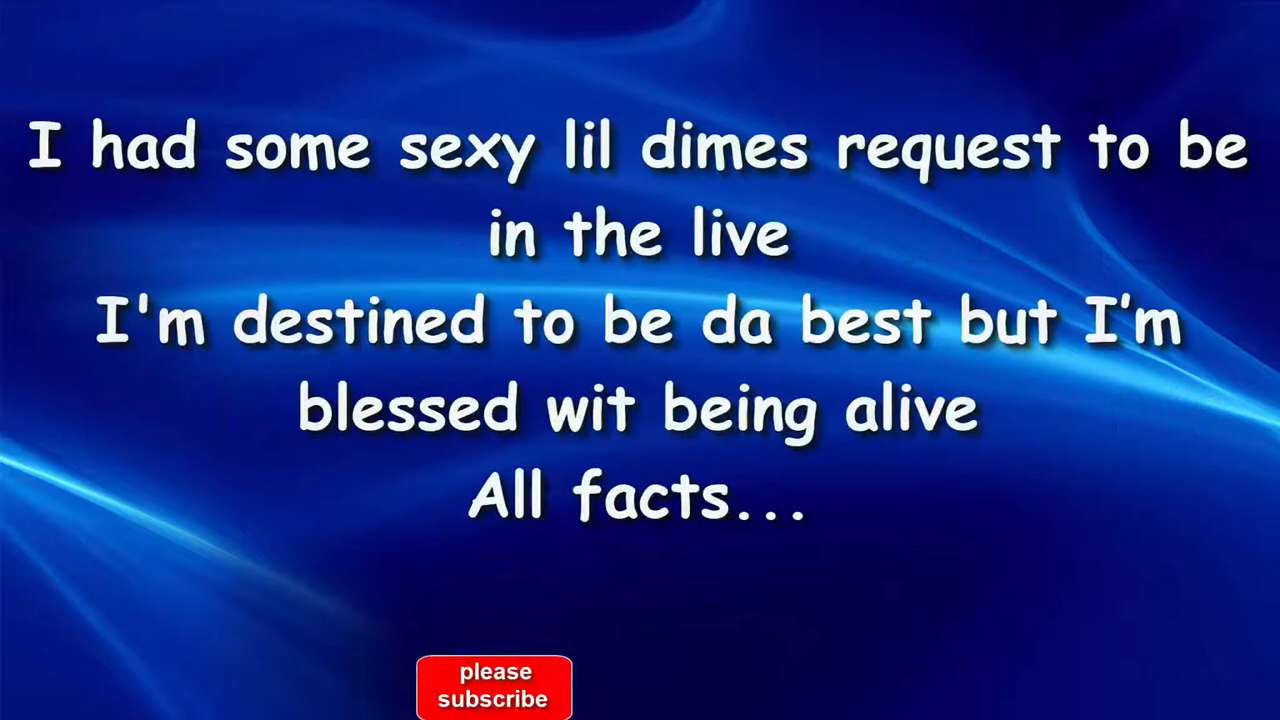 I had some sexy lil dimes request to be
in the live
I'm destined to be da best but I’m
blessed wit being alive
All facts...
please
subscribe